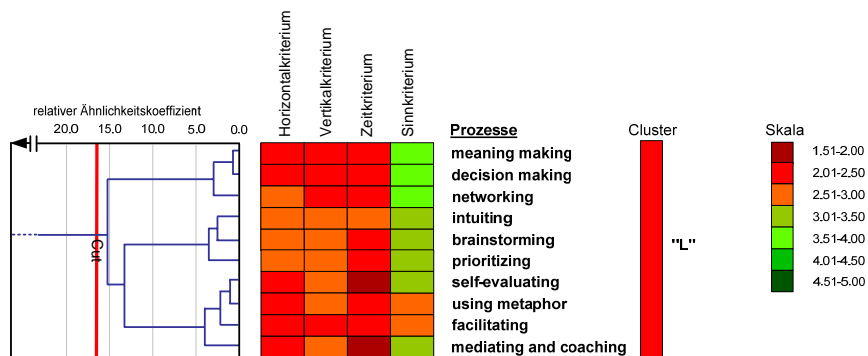 relativer Ähnlichkeitskoeffizient
20.0 15.0 10.0 5.0 0.0
Cut
Horizontalkriterium
Vertikalkriterium
Zeitkriterium
Sinnkriterium
Prozesse
meaning making
decision making
networking
intuiting
brainstorming
prioritizing
self-evaluating
using metaphor
facilitating
mediating and coaching
Cluster
"L"
Skala
1.51-2.00
2.01-2.50
2.51-3.00
3.01-3.50
3.51-4.00
4.01-4.50
4.51-5.00